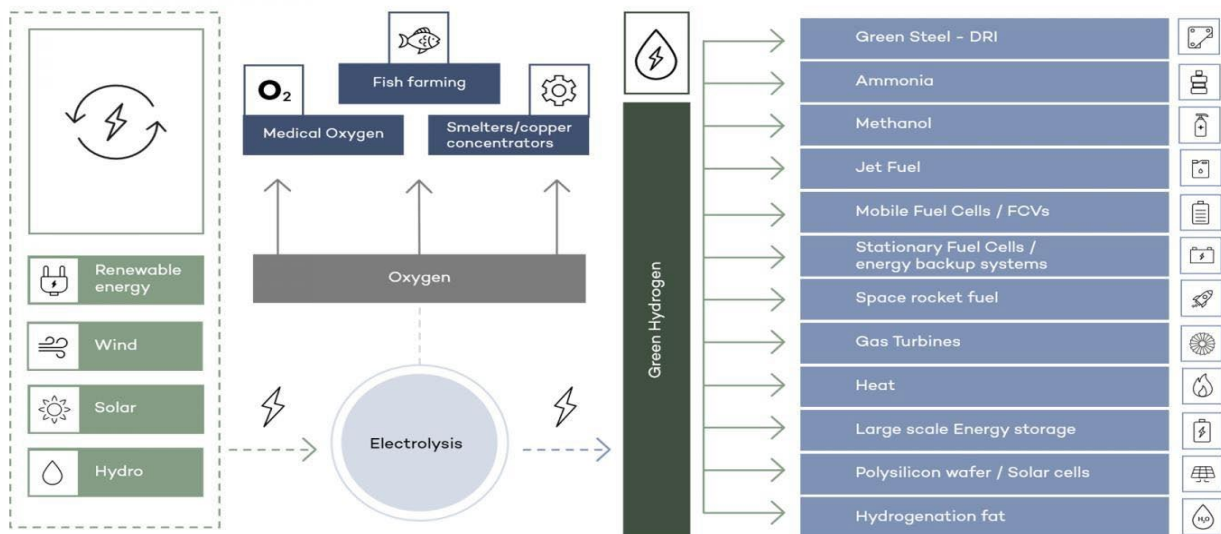 Renewable
energy
Wind
Solar
Hydro
O₂
Medical Oxygen
Fish farming
Smelters/copper
concentrators
Oxygen
Electrolysis
Green Hydrogen
Green Steel - DRI
Ammonia
Methanol
Jet Fuel
Mobile Fuel Cells / FCVs
Stationary Fuel Cells /
energy backup systems
Space rocket fuel
Gas Turbines
Heat
Large scale Energy storage
Polysilicon wafer / Solar cells
Hydrogenation fat
H₂O